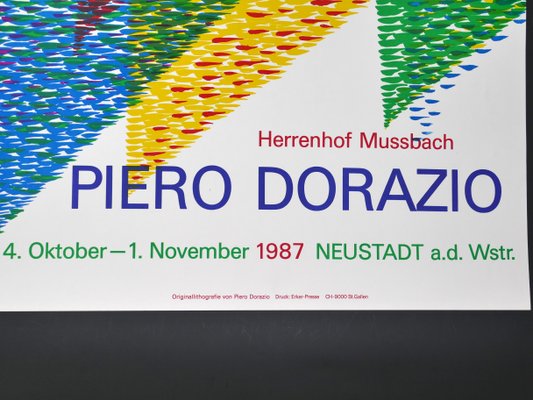 Herrenhof Mussbach
PIERO DORAZIO
4. Oktober—1. November 1987 NEUSTADT a.d. Wstr.
Originallithografie von Piero Dorazio Druck: Erker-Presse CH-9000 St.Gallen